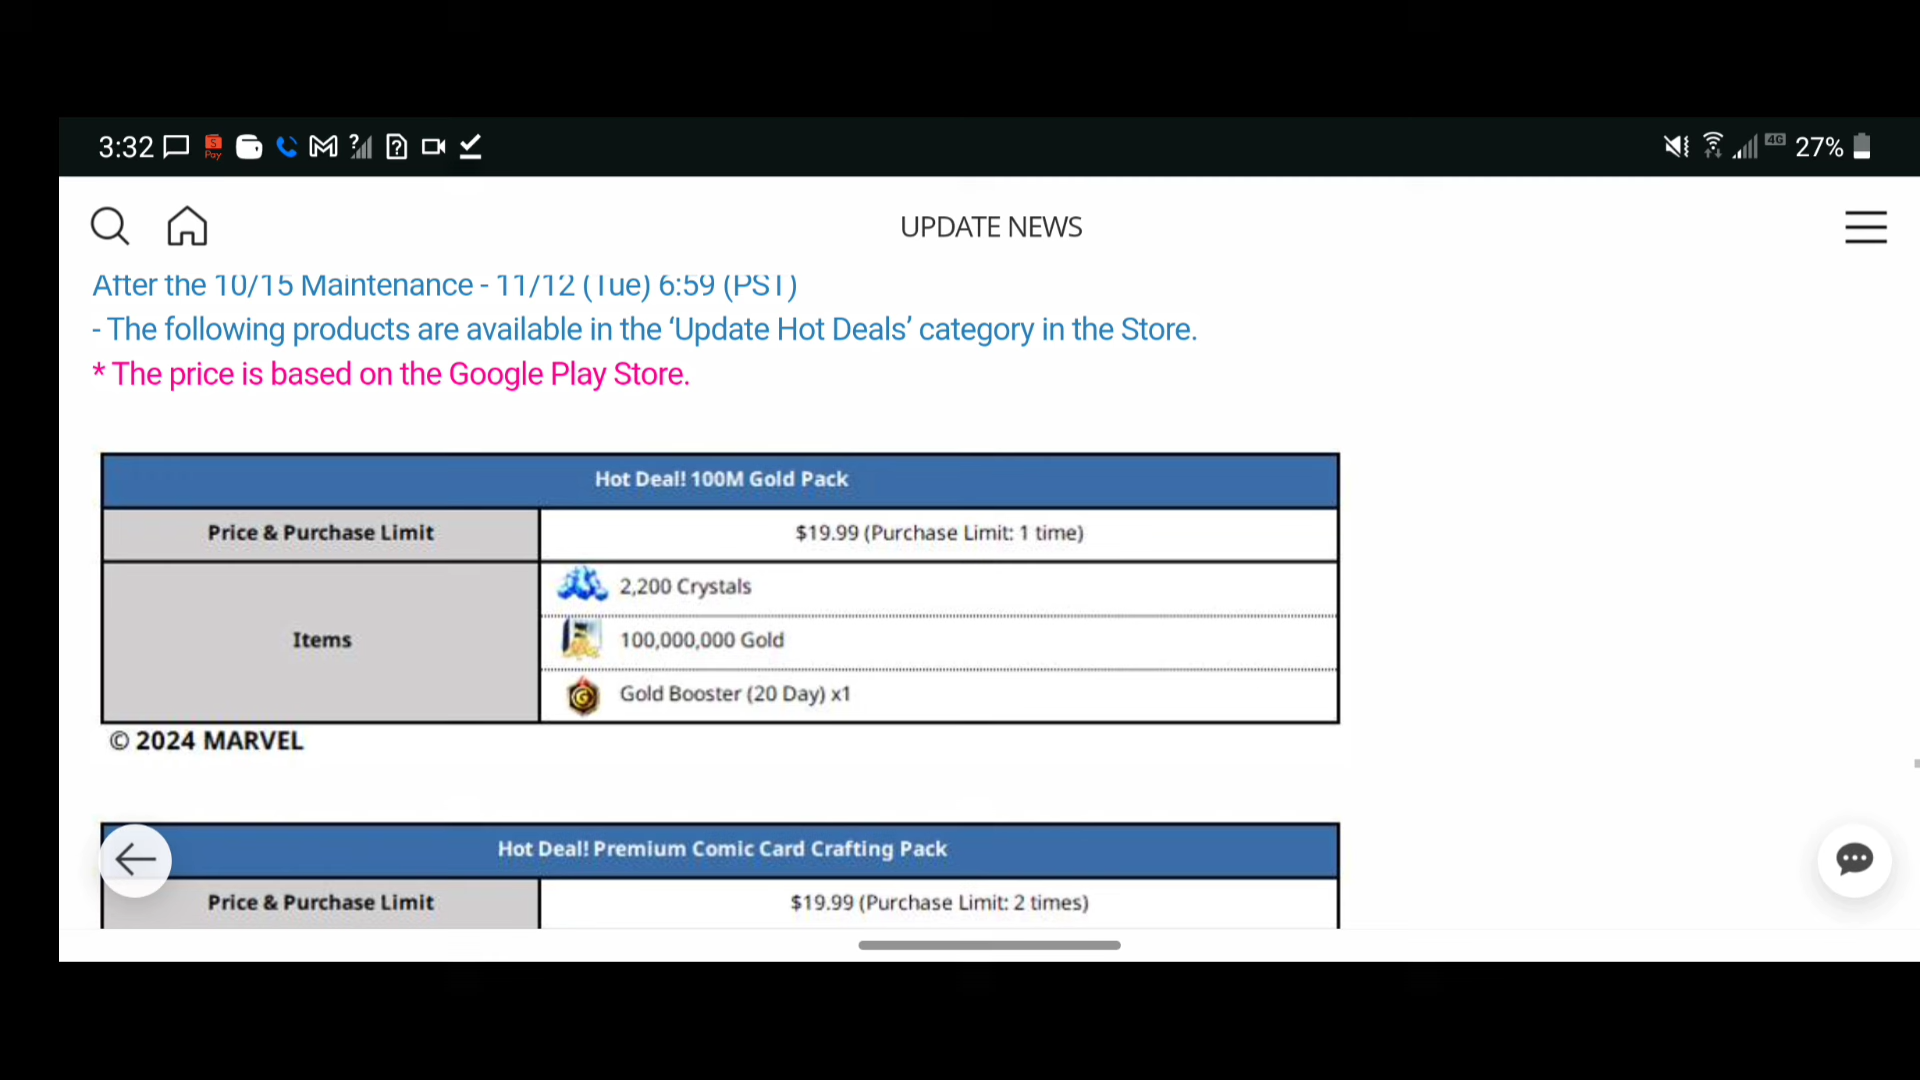 3:32
Pay
4G
27%
UPDATE NEWS
After the 10/15 Maintenance - 11/12 (Tue) 6:59 (PST)
- The following products are available in the ‘Update Hot Deals’ category in the Store.
* The price is based on the Google Play Store.
Hot Deal! 100M Gold Pack
Price & Purchase Limit
$19.99 (Purchase Limit: 1 time)
Items
2,200 Crystals
100,000,000 Gold
Gold Booster (20 Day) x1
© 2024 MARVEL
Hot Deal! Premium Comic Card Crafting Pack
Price & Purchase Limit
$19.99 (Purchase Limit: 2 times)